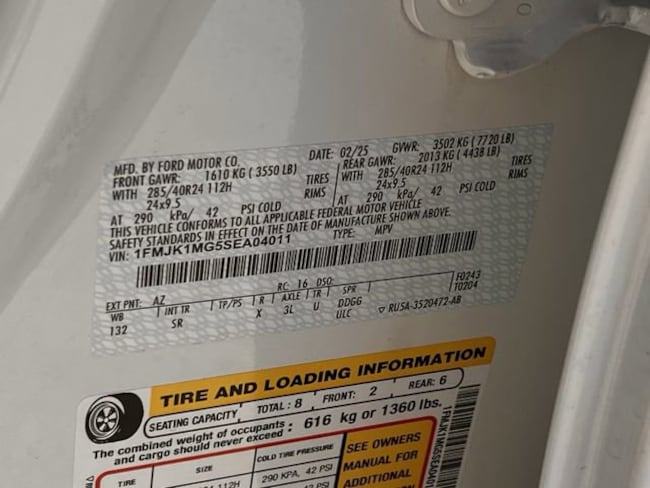 MFD. BY FORD MOTOR CO. DATE: 02/25 GVWR: 3502 KG (7720 LB)
FRONT GAWR: 1610 KG (3550 LB) REAR GAWR: 2013 KG (4438 LB)
WITH 285/40R24 112H TIRES WITH 285/40R24 112H TIRES
24x9.5 RIMS 24x9.5 RIMS
AT 290 kPa/ 42 PSI COLD AT 290 kPa/ 42 PSI COLD
THIS VEHICLE CONFORMS TO ALL APPLICABLE FEDERAL MOTOR VEHICLE
SAFETY STANDARDS IN EFFECT ON THE DATE OF MANUFACTURE SHOWN ABOVE.
VIN: 1FMJK1MG5SEA04011 TYPE: MPV
EXT PNT: AZ RC: 16 DSO: F0243
WB INT TR TP/PS R AXLE TR SPR T0204
132 SR X 3L U DDGG
ULC ▽ RU5A-3520472-AB
TIRE AND LOADING INFORMATION
SEATING CAPACITY TOTAL: 8 FRONT: 2 REAR: 6
The combined weight of occupants
and cargo should never exceed : 616 kg or 1360 lbs.
TIRE SIZE COLD TIRE PRESSURE SEE OWNERS
112H 290 KPA, 42 PSI MANUAL FOR
ADDITIONAL